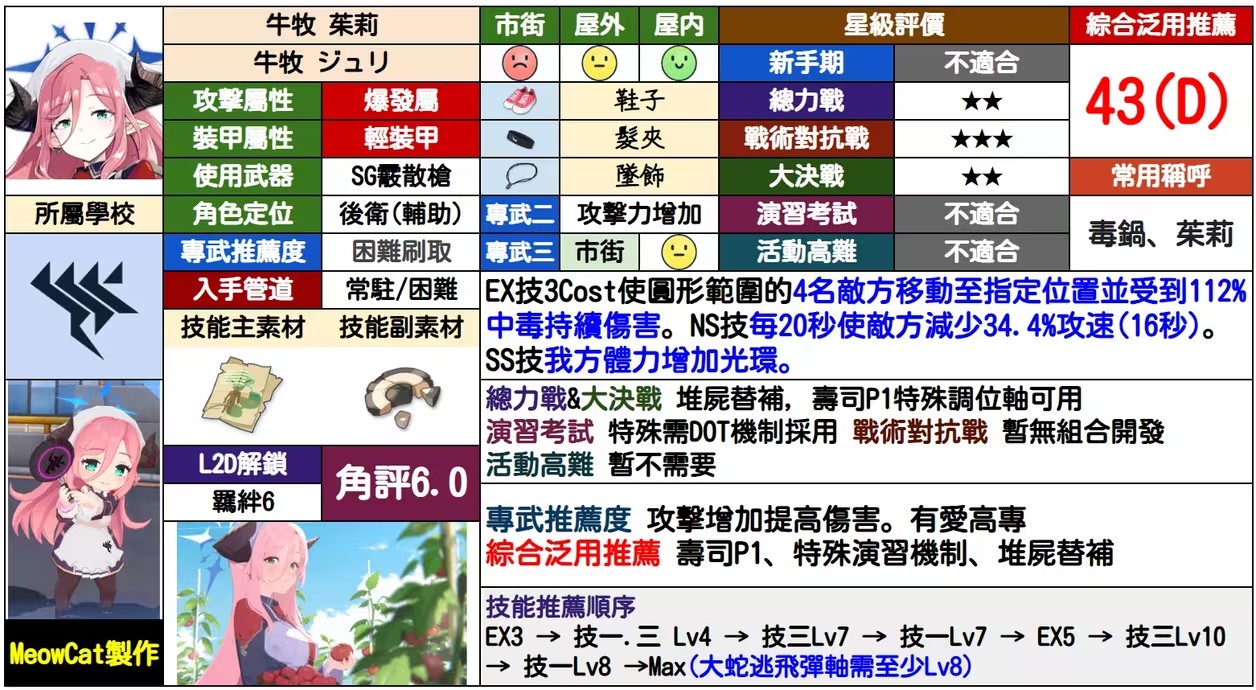 牛牧 茱莉
牛牧 ジュリ
攻擊屬性 爆發屬
裝甲屬性 輕裝甲
使用武器 SG霰散槍
角色定位 後衛(輔助)
專武推薦度 困難刷取
入手管道 常駐/困難
技能主素材 技能副素材
所屬學校
L2D解鎖
羈絆6
角評6.0
MeowCat製作
市街 屋外 屋内
鞋子
髮夾
墜飾
專武二 攻擊力增加
專武三 市街
星級評價
新手期 不適合
總力戰 ★★
戰術對抗戰 ★★★
大決戰 ★★
演習考試 不適合
活動高難 不適合
綜合泛用推薦
43(D)
常用稱呼
毒鍋、茱莉
EX技3Cost使圓形範圍的4名敵方移動至指定位置並受到112%
中毒持續傷害。NS技每20秒使敵方減少34.4%攻速(16秒)。
SS技我方體力增加光環。
總力戰&大決戰 堆屍替補, 壽司P1特殊調位軸可用
演習考試 特殊需DOT機制採用 戰術對抗戰 暫無組合開發
活動高難 暫不需要
專武推薦度 攻擊增加提高傷害。有愛高專
綜合泛用推薦 壽司P1、特殊演習機制、堆屍替補
技能推薦順序
EX3 → 技一.三 Lv4 → 技三Lv7 → 技一Lv7 → EX5 → 技三Lv10
→ 技一Lv8 →Max(大蛇逃飛彈軸需至少Lv8)